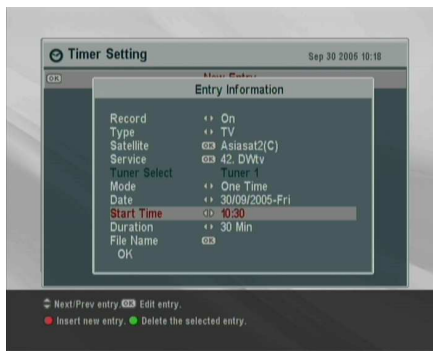 Timer Setting
Sep 30 2005 10:18
OK New Entry
Entry Information
Record On
Type TV
Satellite OK Asiasat2(C)
Service OK 42. DWtv
Tuner Select Tuner 1
Mode One Time
Date 30/09/2005-Fri
Start Time 10:30
Duration 30 Min
File Name OK
OK
Next/Prev entry. OK Edit entry.
Insert new entry. Delete the selected entry.